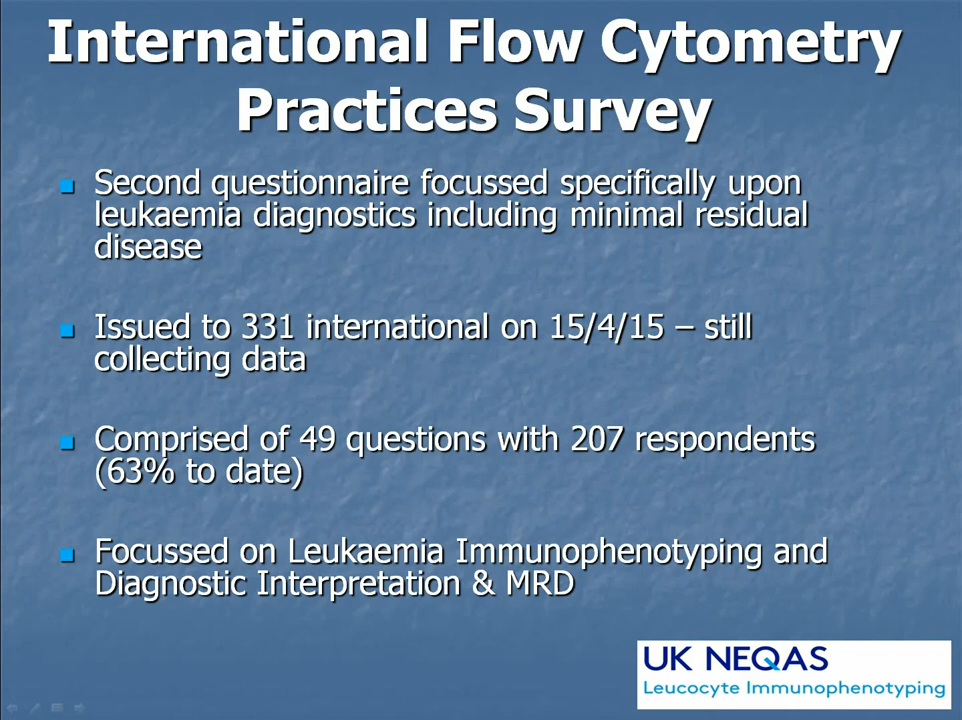 International Flow Cytometry
Practices Survey
Second questionnaire focussed specifically upon
leukaemia diagnostics including minimal residual
disease
Issued to 331 international on 15/4/15 – still
collecting data
Comprised of 49 questions with 207 respondents
(63% to date)
Focussed on Leukaemia Immunophenotyping and
Diagnostic Interpretation & MRD
UK NEQAS
Leucocyte Immunophenotyping